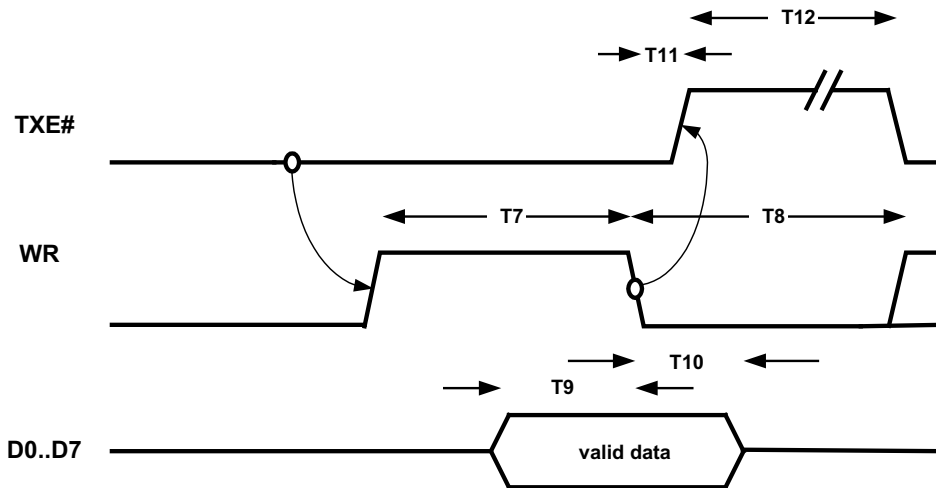 T12
T11
TXE#
T7
T8
WR
T10
T9
D0..D7
valid data